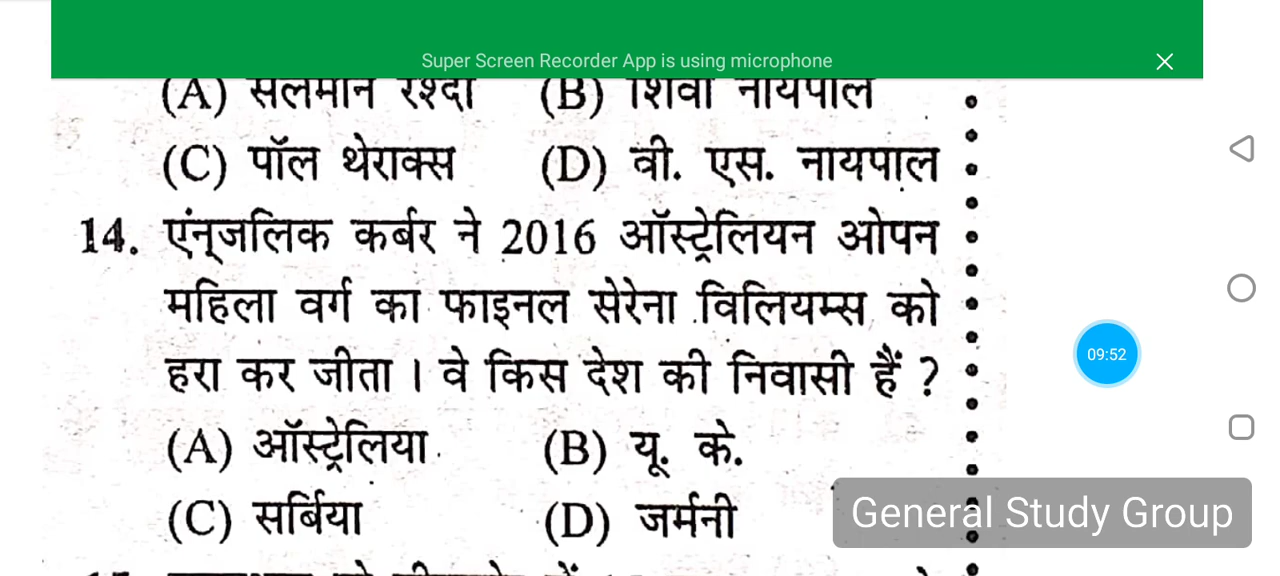 Super Screen Recorder App is using microphone
(A) सलमान रश्दी (B) शिवा नायपाल
(C) पॉल थेराक्स (D) वी. एस. नायपाल
14. एंन्जलिक कर्बर ने 2016 ऑस्ट्रेलियन ओपन
महिला वर्ग का फाइनल सेरेना विलियम्स को
हरा कर जीता । वे किस देश की निवासी हैं ?
09:52
(A) ऑस्ट्रेलिया (B) यू. के.
(C) सर्बिया (D) जर्मनी
General Study Group